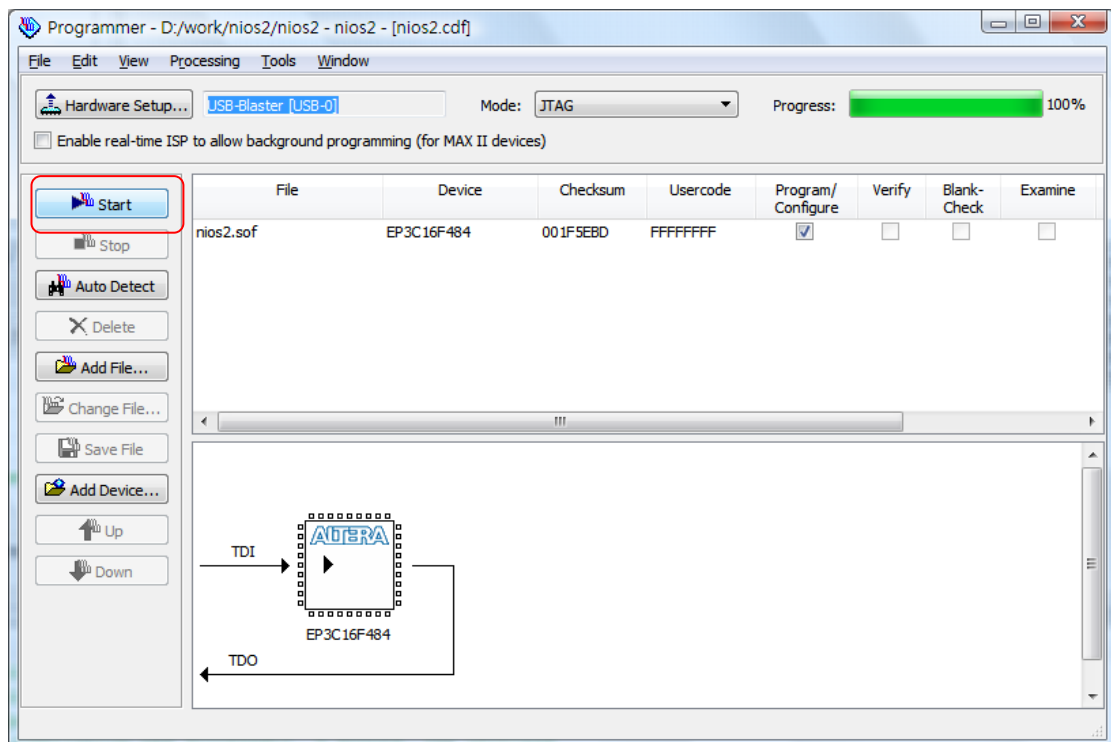 Programmer - D:/work/nios2/nios2 - nios2 - [nios2.cdf]
File Edit View Processing Tools Window
Hardware Setup... USB-Blaster [USB-0] Mode: JTAG Progress: 100%
Enable real-time ISP to allow background programming (for MAX II devices)
Start
Stop
Auto Detect
Delete
Add File...
Change File...
Save File
Add Device...
Up
Down
File Device Checksum Usercode Program/ Verify Blank- Examine
Configure Check
nios2.sof EP3C16F484 001F5EBD FFFFFFFF
ALTERA
TDI
EP3C16F484
TDO